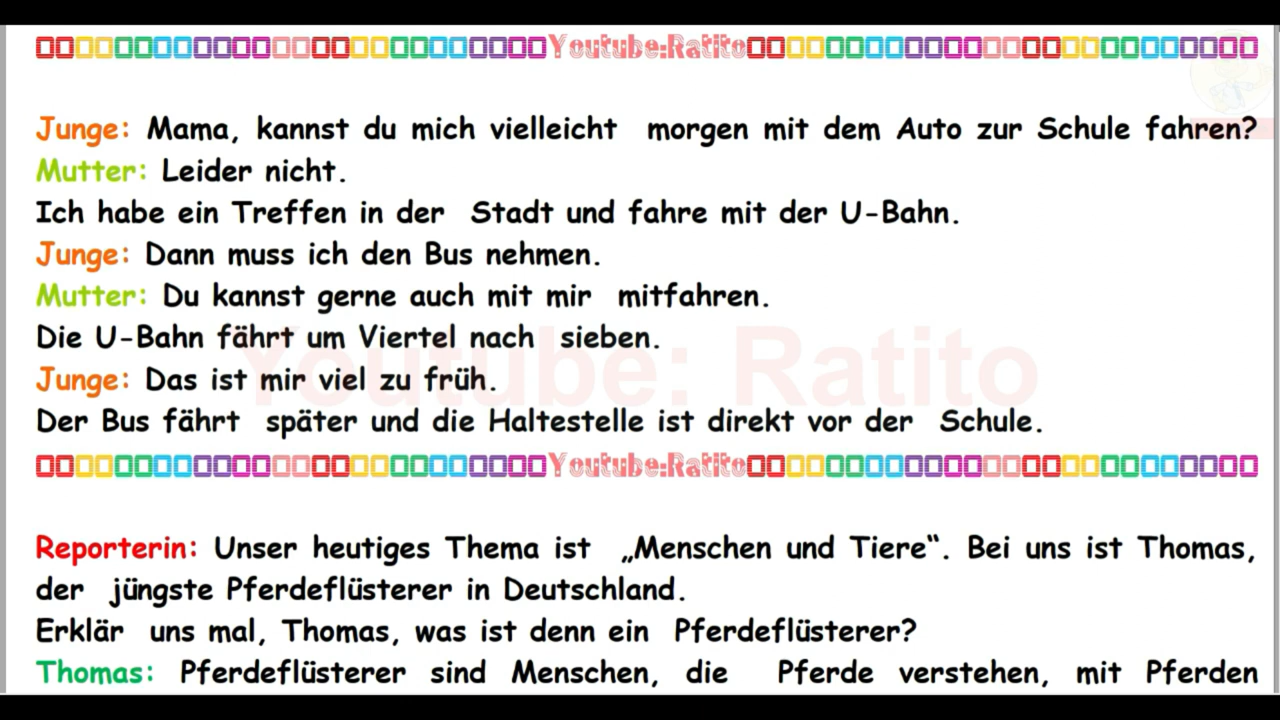 Youtube:Ratito
Junge: Mama, kannst du mich vielleicht morgen mit dem Auto zur Schule fahren?
Mutter: Leider nicht.
Ich habe ein Treffen in der Stadt und fahre mit der U-Bahn.
Junge: Dann muss ich den Bus nehmen.
Mutter: Du kannst gerne auch mit mir mitfahren.
Die U-Bahn fährt um Viertel nach sieben.
Youtube: Ratito
Junge: Das ist mir viel zu früh.
Der Bus fährt später und die Haltestelle ist direkt vor der Schule.
Youtube:Ratito
Reporterin: Unser heutiges Thema ist „Menschen und Tiere“. Bei uns ist Thomas,
der jüngste Pferdeflüsterer in Deutschland.
Erklär uns mal, Thomas, was ist denn ein Pferdeflüsterer?
Thomas: Pferdeflüsterer sind Menschen, die Pferde verstehen, mit Pferden